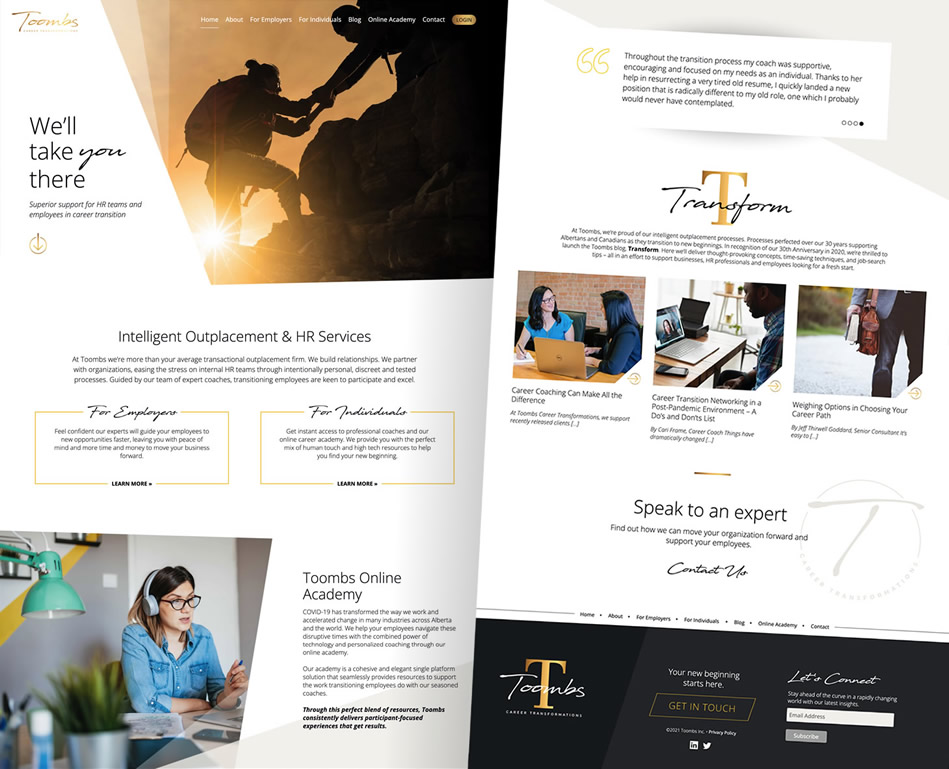 Toombs
CAREER TRANSFORMATIONS
Home About For Employers For Individuals Blog Online Academy Contact LOGIN
We'll
take you
there
Superior support for HR teams and
employees in career transition
Intelligent Outplacement & HR Services
At Toombs we're more than your average transactional outplacement firm. We build relationships. We partner
with organizations, easing the stress on internal HR teams through intentionally personal, discreet and tested
processes. Guided by our team of expert coaches, transitioning employees are keen to participate and excel.
For Employers
Feel confident our experts will guide your employees to
new opportunities faster, leaving you with peace of
mind and more time and money to move your business
forward.
LEARN MORE »
For Individuals
Get instant access to professional coaches and our
online career academy. We provide you with the perfect
mix of human touch and high tech resources to help
you find your new beginning.
LEARN MORE »
Toombs Online
Academy
COVID-19 has transformed the way we work and
accelerated change in many industries across Alberta
and the world. We help your employees navigate these
disruptive times with the combined power of
technology and personalized coaching through our
online academy.
Our academy is a cohesive and elegant single platform
solution that seamlessly provides resources to support
the work transitioning employees do with our seasoned
coaches.
Through this perfect blend of resources, Toombs
consistently delivers participant-focused
experiences that get results.
Throughout the transition process my coach was supportive,
encouraging and focused on my needs as an individual. Thanks to her
help in resurrecting a very tired old resume, I quickly landed a new
position that is radically different to my old role, one which I probably
would never have contemplated.
T
Transform
At Toombs, we're proud of our intelligent outplacement processes. Processes perfected over our 30 years supporting
Albertans and Canadians as they transition to new beginnings. In recognition of our 30th Anniversary in 2020, we're thrilled to
launch the Toombs blog, Transform. Here we'll deliver thought-provoking concepts, time-saving techniques, and job-search
tips – all in an effort to support businesses, HR professionals and employees looking for a fresh start.
Career Coaching Can Make All the
Difference
At Toombs Career Transformations, we support
recently released clients [...]
Career Transition Networking in a
Post-Pandemic Environment – A
Do's and Don'ts List
By Cari Frame, Career Coach Things have
dramatically changed [...]
Weighing Options in Choosing Your
Career Path
By Jeff Thirwell Goddard, Senior Consultant It's
easy to [...]
Speak to an expert
Find out how we can move your organization forward and
support your employees.
Contact Us
T
CAREER TRANSFORMATIONS
Home • About • For Employers • For Individuals • Blog • Online Academy • Contact
T
Toombs
CAREER TRANSFORMATIONS
Your new beginning
starts here.
GET IN TOUCH
©2021 Toombs Inc. • Privacy Policy
in
Let's Connect
Stay ahead of the curve in a rapidly changing
world with our latest insights.
Email Address
Subscribe